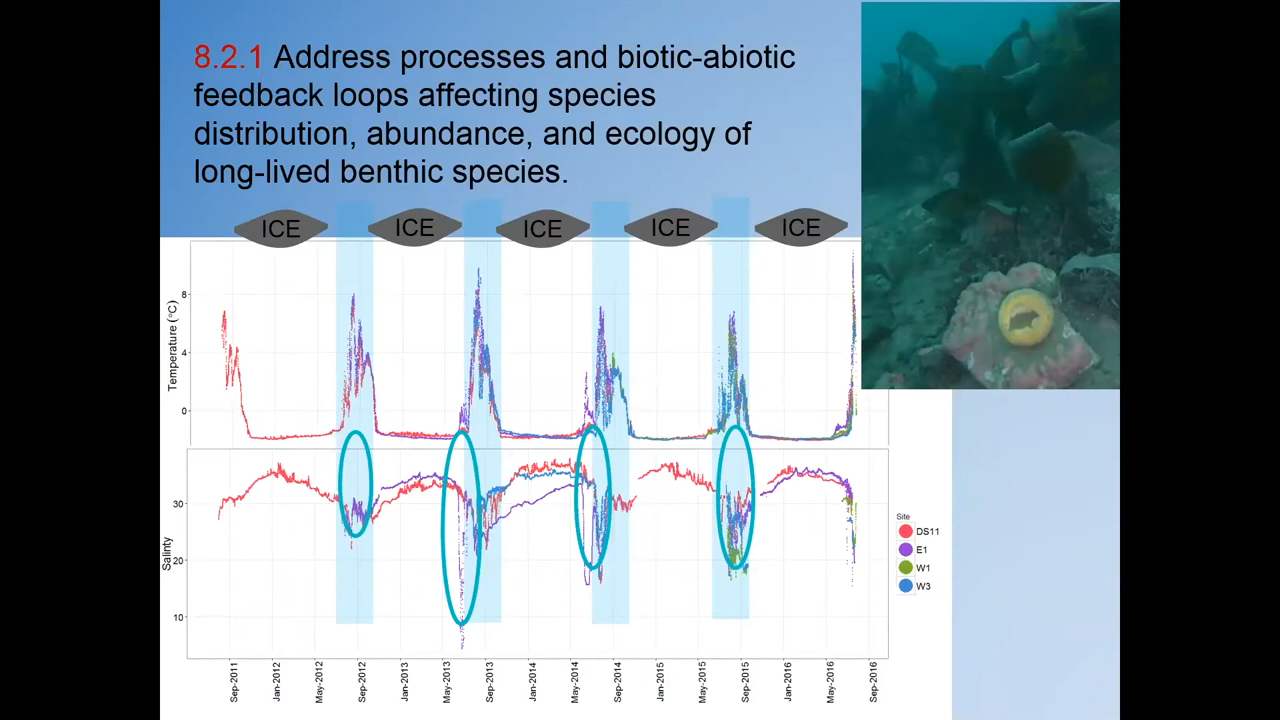 8.2.1 Address processes and biotic-abiotic
feedback loops affecting species
distribution, abundance, and ecology of
long-lived benthic species.
ICE ICE ICE ICE ICE
Temperature (°C)
8
4
0
Salinty
30
20
10
Sep-2011 Jan-2012 May-2012 Sep-2012 Jan-2013 May-2013 Sep-2013 Jan-2014 May-2014 Sep-2014 Jan-2015 May-2015 Sep-2015 Jan-2016 May-2016 Sep-2016
Site
DS11
E1
W1
W3